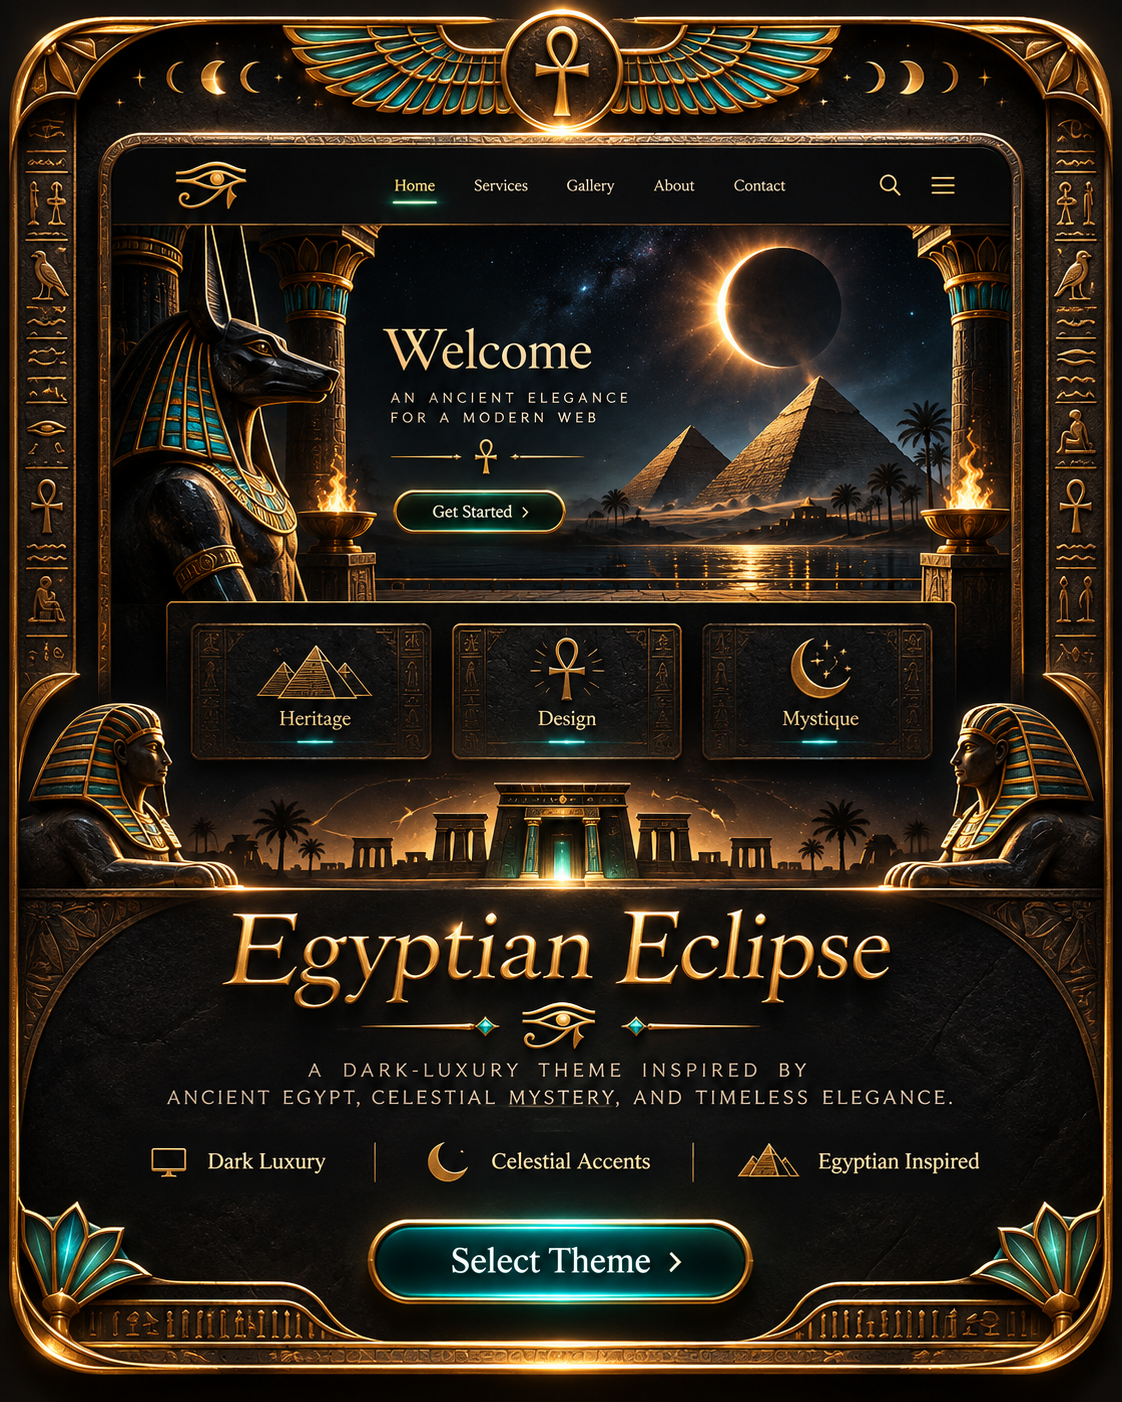 Home Services Gallery About Contact
Welcome
AN ANCIENT ELEGANCE
FOR A MODERN WEB
Get Started
Heritage
Design
Mystique
Egyptian Eclipse
A DARK-LUXURY THEME INSPIRED BY
ANCIENT EGYPT, CELESTIAL MYSTERY, AND TIMELESS ELEGANCE.
Dark Luxury
Celestial Accents
Egyptian Inspired
Select Theme